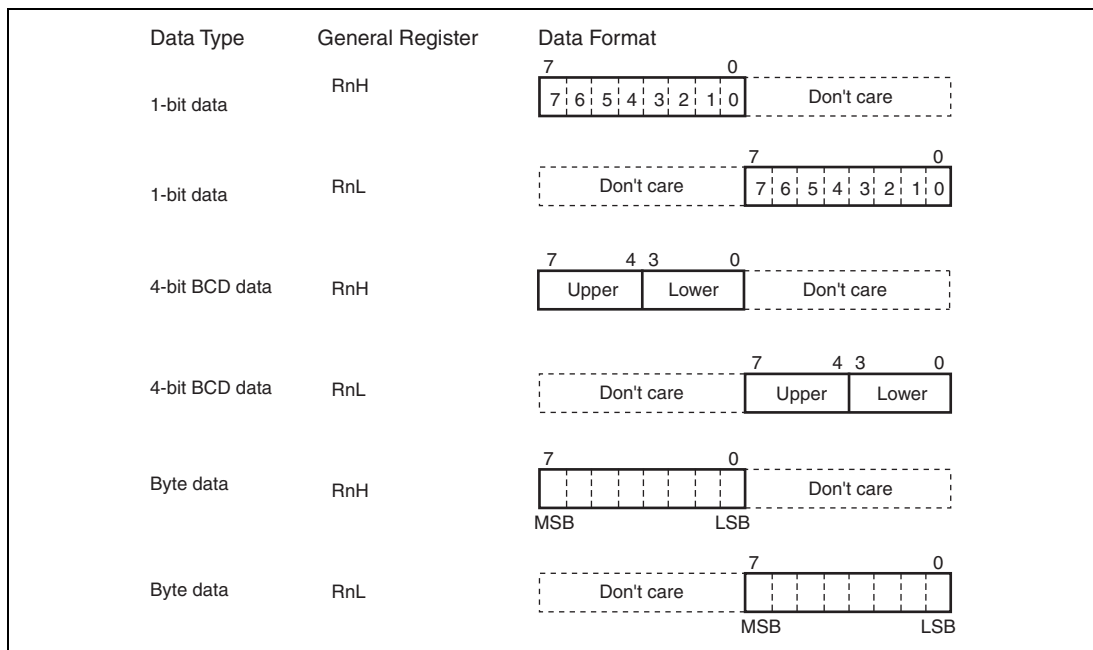 Data Type General Register Data Format
7 0
1-bit data RnH 7 6 5 4 3 2 1 0 Don't care
7 0
1-bit data RnL Don't care 7 6 5 4 3 2 1 0
7 4 3 0
4-bit BCD data RnH Upper Lower Don't care
7 4 3 0
4-bit BCD data RnL Don't care Upper Lower
7 0
Byte data RnH Don't care
MSB LSB
7 0
Byte data RnL Don't care
MSB LSB